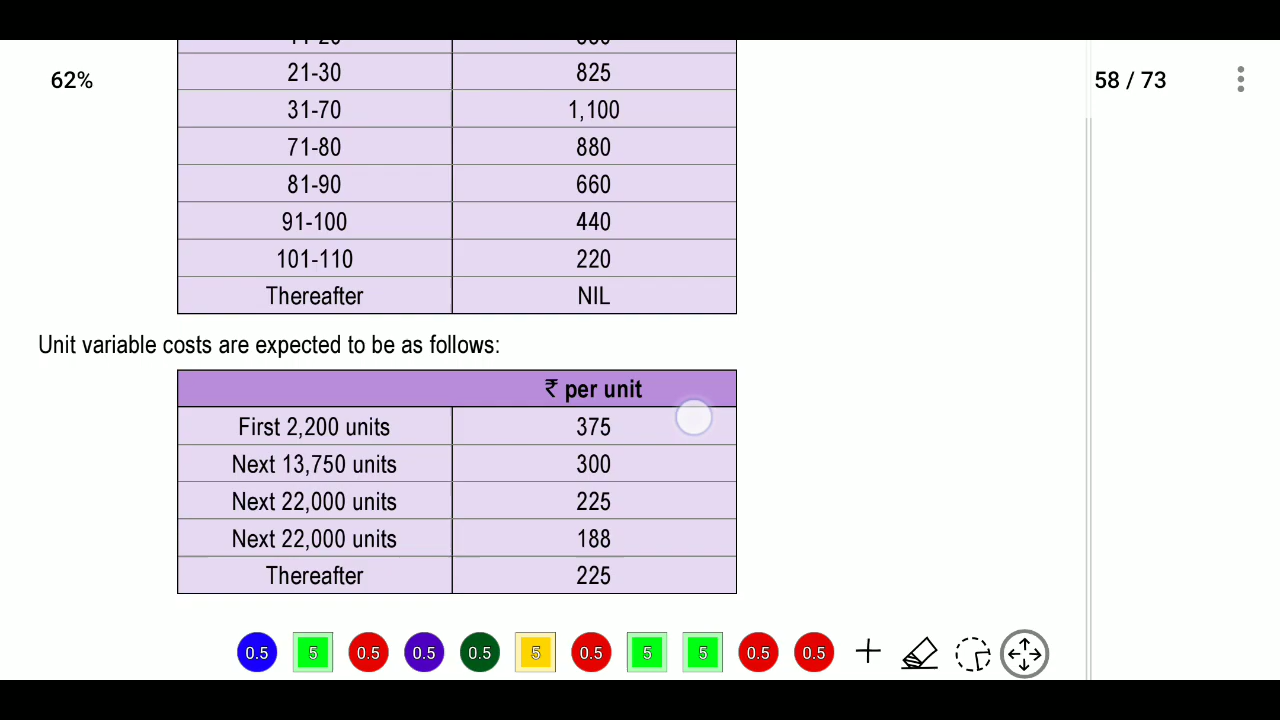 62%
58 / 73
21-30 825
31-70 1,100
71-80 880
81-90 660
91-100 440
101-110 220
Thereafter NIL
Unit variable costs are expected to be as follows:
₹ per unit
First 2,200 units 375
Next 13,750 units 300
Next 22,000 units 225
Next 22,000 units 188
Thereafter 225
0.5 5 0.5 0.5 0.5 5 0.5 5 5 0.5 0.5